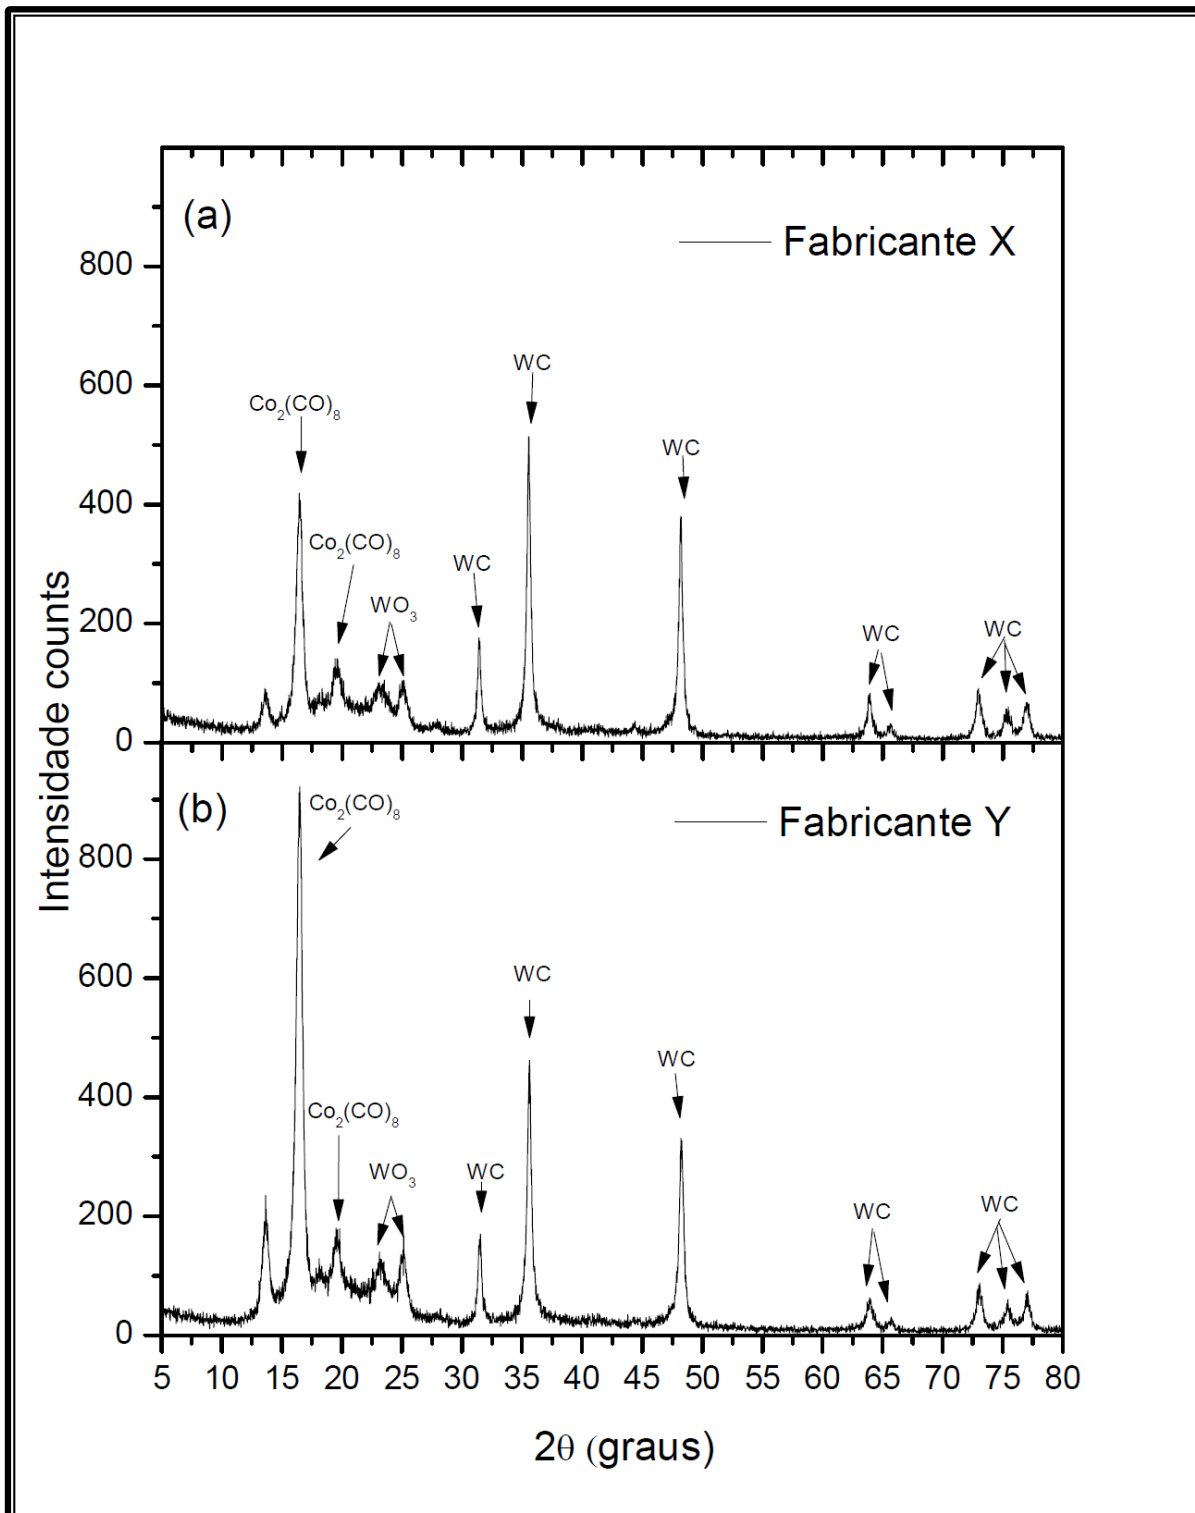 (a)
Fabricante X
800
600
400
200
0
WC
Co₂(CO)₈
WC
Co₂(CO)₈
WC
WO₃
WC
WC
Intensidade counts
(b)
Co₂(CO)₈
Fabricante Y
800
600
400
200
0
WC
WC
Co₂(CO)₈
WO₃
WC
WC
WC
5 10 15 20 25 30 35 40 45 50 55 60 65 70 75 80
2θ (graus)